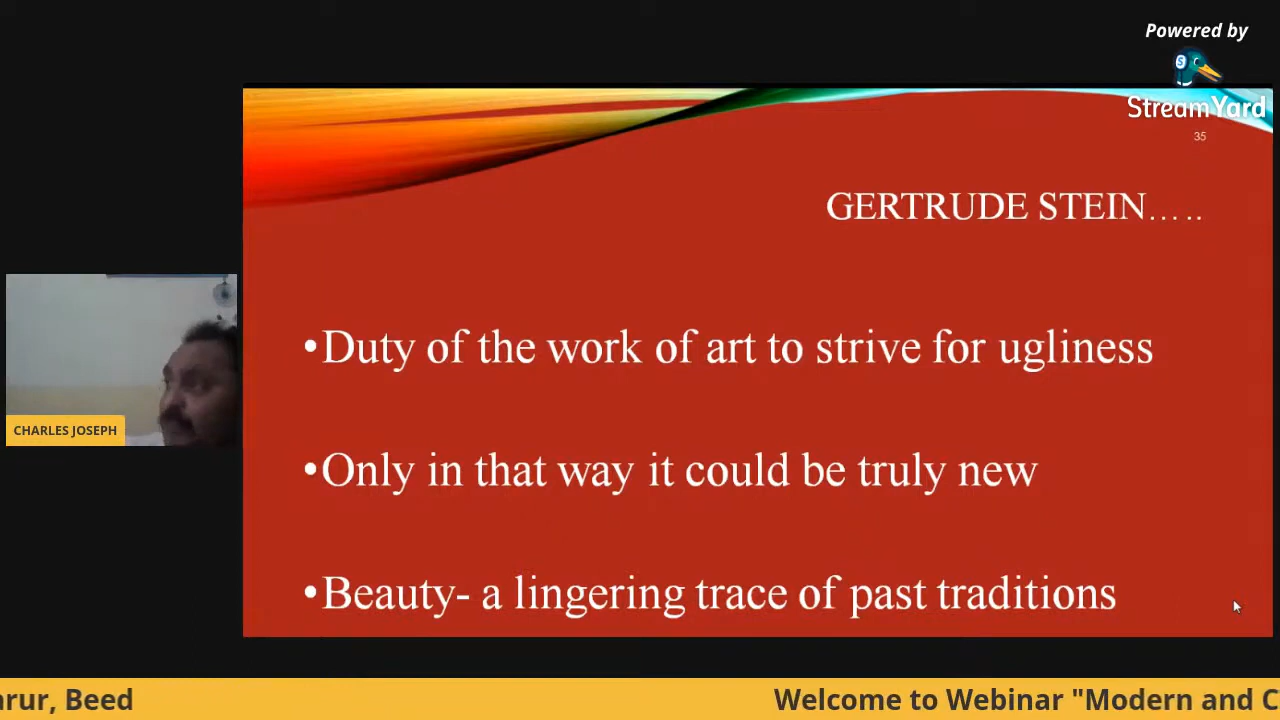 Powered by
S
StreamYard
35
GERTRUDE STEIN.....
•Duty of the work of art to strive for ugliness
•Only in that way it could be truly new
•Beauty- a lingering trace of past traditions
CHARLES JOSEPH
Beed
Welcome to Webinar "Modern and